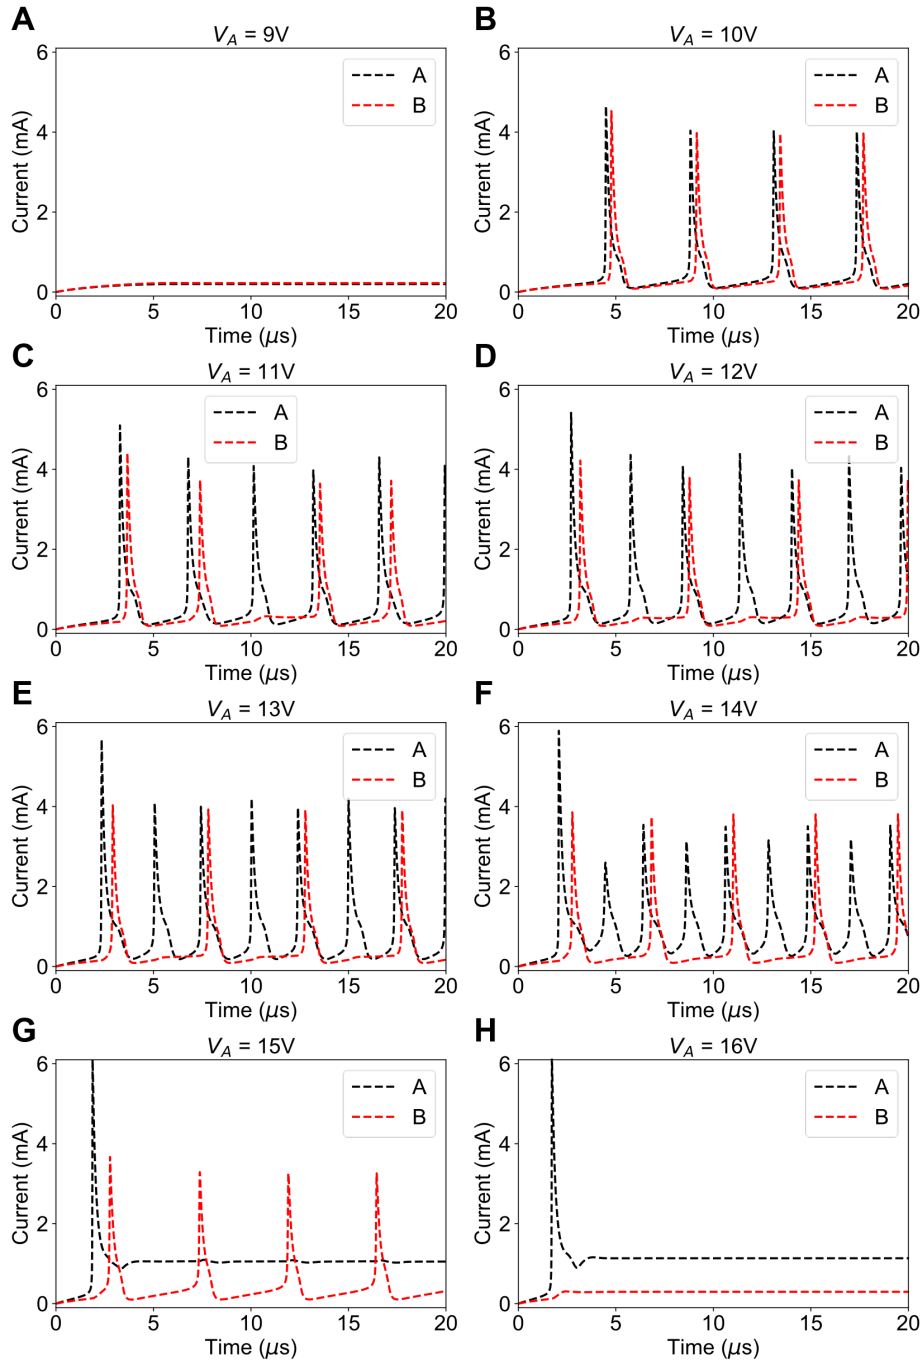 A
V_A = 9V
Current (mA)
6
4
2
0
0 5 10 15 20
Time (μs)
A
B
B
V_A = 10V
Current (mA)
6
4
2
0
0 5 10 15 20
Time (μs)
A
B
C
V_A = 11V
Current (mA)
6
4
2
0
0 5 10 15 20
Time (μs)
A
B
D
V_A = 12V
Current (mA)
6
4
2
0
0 5 10 15 20
Time (μs)
A
B
E
V_A = 13V
Current (mA)
6
4
2
0
0 5 10 15 20
Time (μs)
A
B
F
V_A = 14V
Current (mA)
6
4
2
0
0 5 10 15 20
Time (μs)
A
B
G
V_A = 15V
Current (mA)
6
4
2
0
0 5 10 15 20
Time (μs)
A
B
H
V_A = 16V
Current (mA)
6
4
2
0
0 5 10 15 20
Time (μs)
A
B